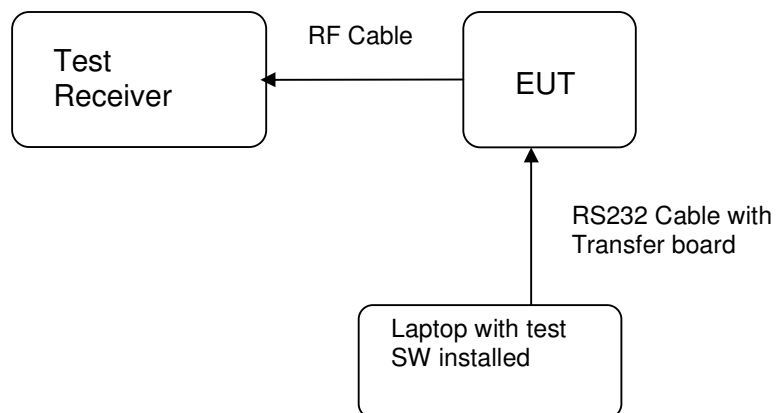 RF Cable
Test
Receiver
EUT
RS232 Cable with
Transfer board
Laptop with test
SW installed